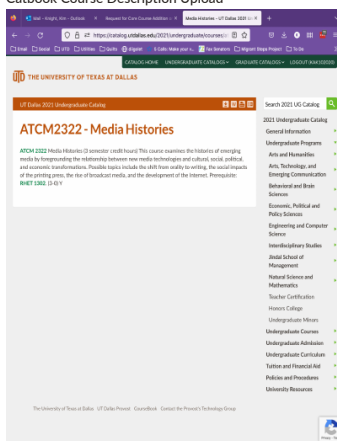 Catbook Course Description Upload
Mail - Knight, Kim - Outlook
Request for Core Course Addition
Media Histories - UT Dallas 2021
https://catalog.utdallas.edu/2021/undergraduate/courses/
Email Social UTD Utilities Quite diigolet
CATALOG HOME UNDERGRADUATE CATALOGS GRADUATE CATALOGS LOGOUT
UTD THE UNIVERSITY OF TEXAS AT DALLAS
UT Dallas 2021 Undergraduate Catalog
ATCM2322 - Media Histories
ATCM 2322 Media Histories (3 semester credit hours) This course examines the histories of emerging
media by foregrounding the relationship between new media technologies and cultural, social, political,
and economic transformations. Possible topics include the shift from orality to writing, the social impacts
of the printing press, the rise of broadcast media, and the development of the internet. Prerequisite:
RHET 1302. (3-0) Y
Search 2021 UG Catalog
2021 Undergraduate Catalog
General Information
Undergraduate Programs
Arts and Humanities
Arts, Technology, and
Emerging Communication
Behavioral and Brain
Sciences
Economic, Political and
Policy Sciences
Engineering and Computer
Science
Interdisciplinary Studies
Jindal School of
Management
Natural Science and
Mathematics
Teacher Certification
Honors College
Undergraduate Minors
Undergraduate Courses
Undergraduate Admission
Undergraduate Curriculum
Tuition and Financial Aid
Policies and Procedures
University Resources
The University of Texas at Dallas UT Dallas Provost CourseBook Contact the Provost's Technology Group